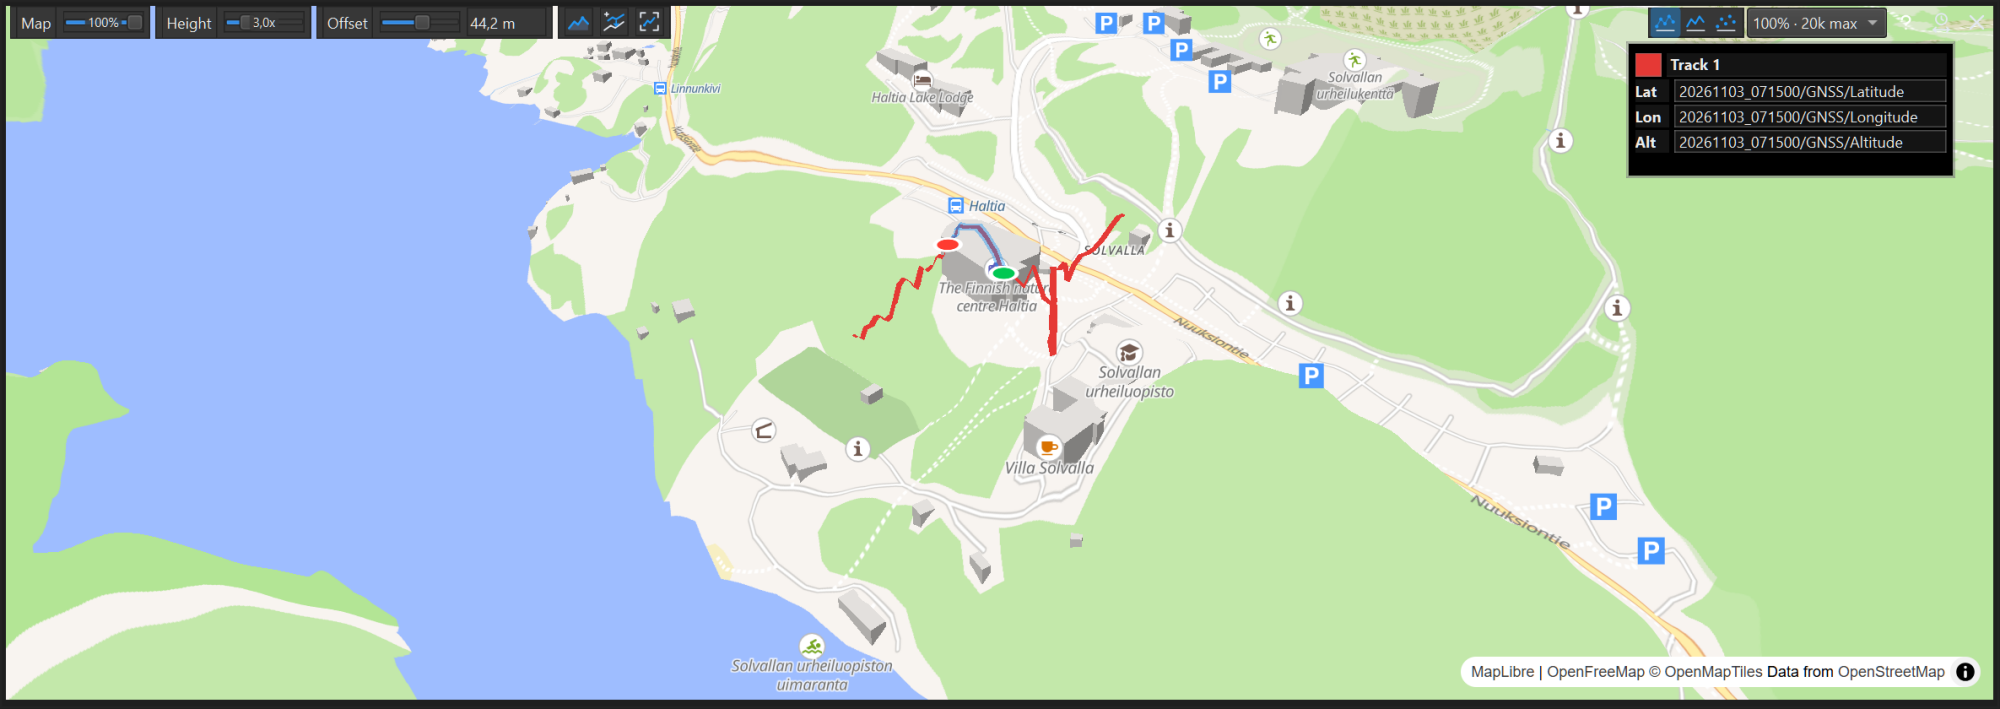 Map 100% Height 3,0x Offset 44,2 m
100% · 20k max
Track 1
Lat 20261103_071500/GNSS/Latitude
Lon 20261103_071500/GNSS/Longitude
Alt 20261103_071500/GNSS/Altitude
P P
P
P
Linnunkivi
Haltia Lake Lodge
Solvallan
urheilukenttä
Haltia
SOLVALLA
The Finnish natur
centre Haltia
Nuuksiontie
P
Solvallan
urheiluopisto
Villa Solvalla
Nuuksiontie
P
P
Solvallan urheiluopiston
uimaranta
MapLibre | OpenFreeMap © OpenMapTiles Data from OpenStreetMap